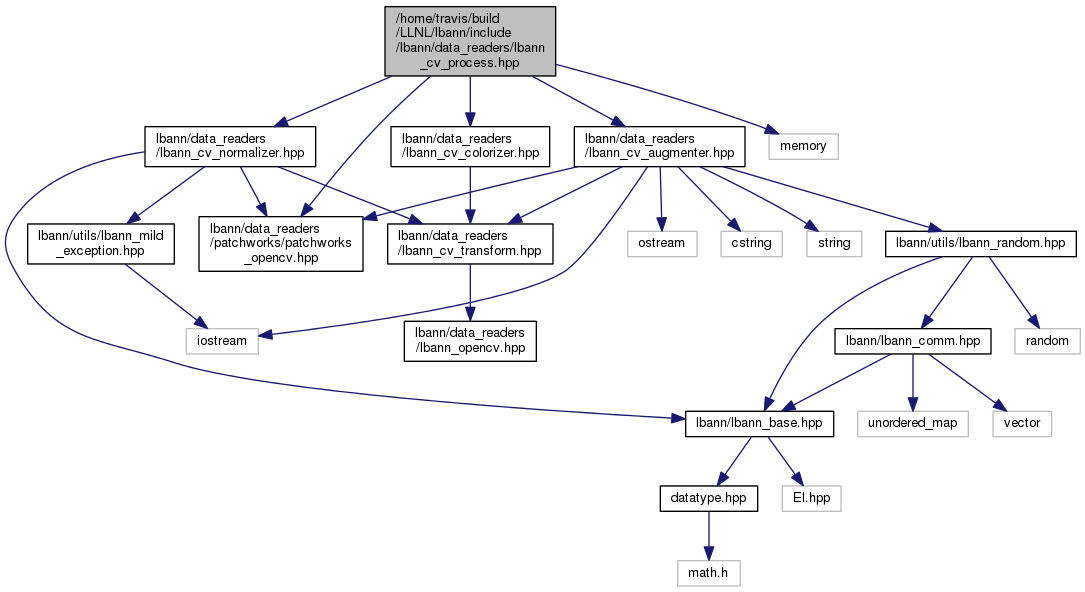 /home/travis/build
/LLNL/lbann/include
/lbann/data_readers/lbann
_cv_process.hpp
lbann/data_readers
/lbann_cv_normalizer.hpp
lbann/data_readers
/lbann_cv_colorizer.hpp
lbann/data_readers
/lbann_cv_augmenter.hpp
memory
lbann/utils/lbann_mild
_exception.hpp
lbann/data_readers
/patchworks/patchworks
_opencv.hpp
lbann/data_readers
/lbann_cv_transform.hpp
ostream
cstring
string
lbann/utils/lbann_random.hpp
iostream
lbann/data_readers
/lbann_opencv.hpp
lbann/lbann_comm.hpp
random
lbann/lbann_base.hpp
unordered_map
vector
datatype.hpp
El.hpp
math.h